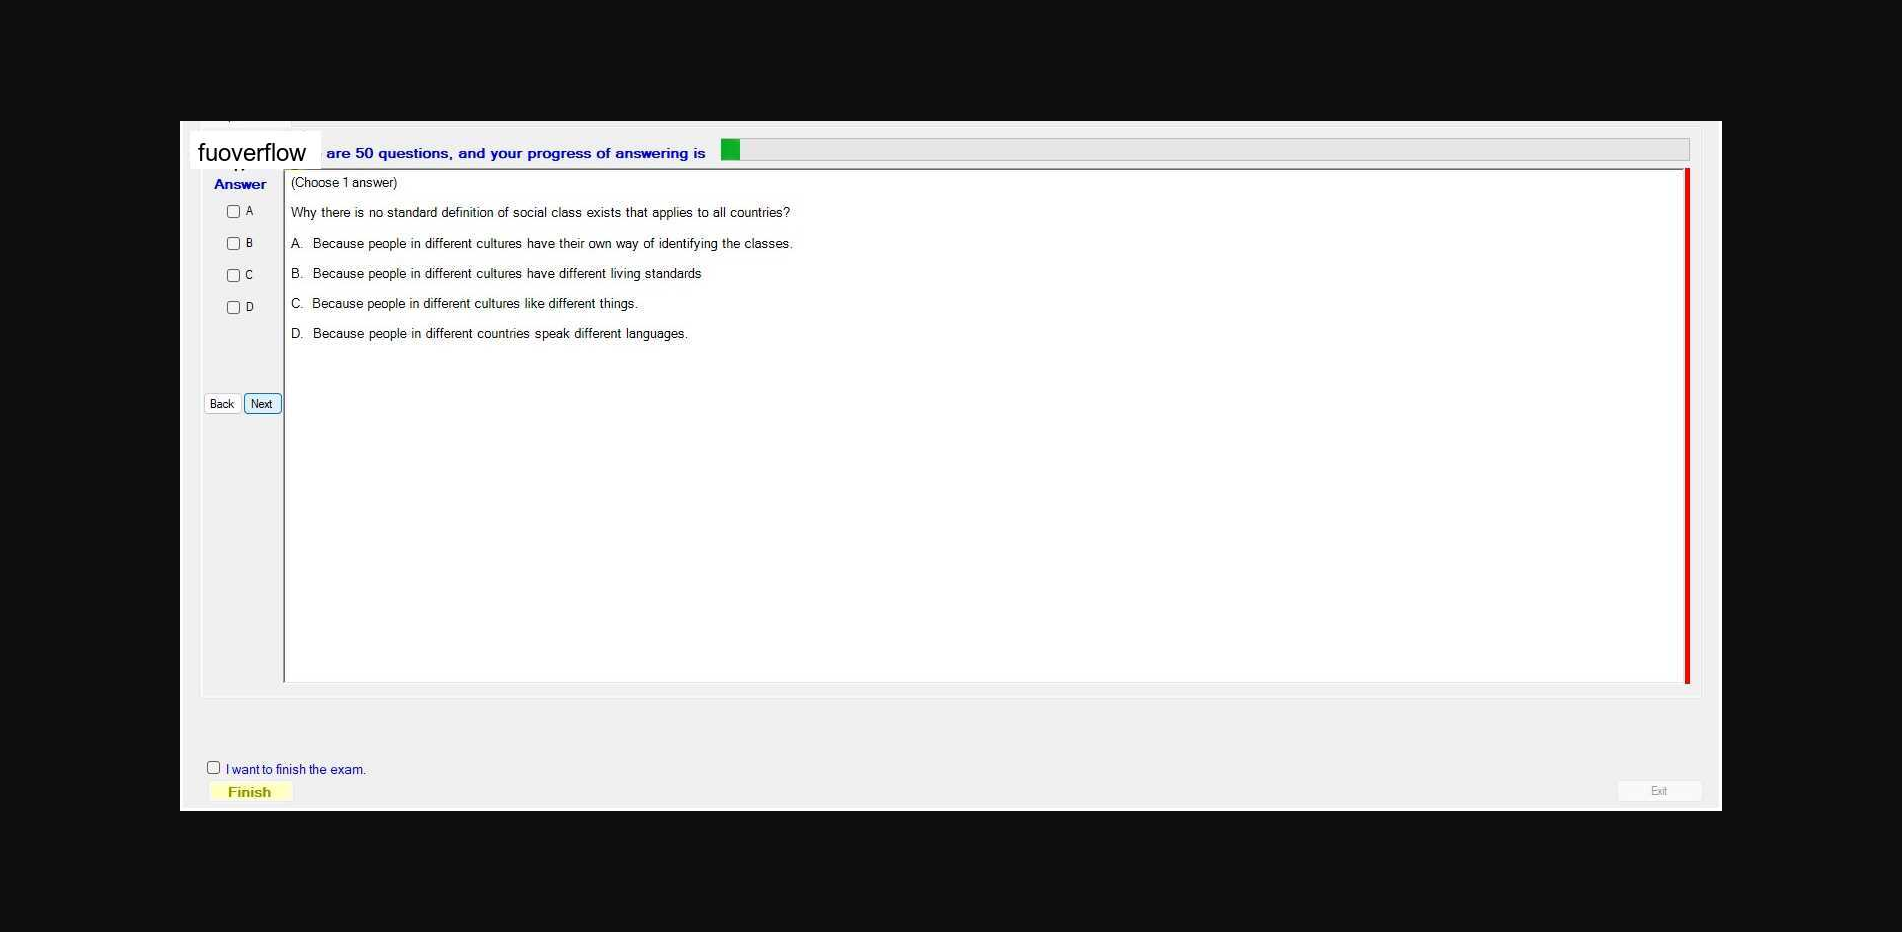 fuoverflow are 50 questions, and your progress of answering is
Answer
(Choose 1 answer)
A
Why there is no standard definition of social class exists that applies to all countries?
B
A. Because people in different cultures have their own way of identifying the classes.
C
B. Because people in different cultures have different living standards
D
C. Because people in different cultures like different things.
D. Because people in different countries speak different languages.
Back Next
I want to finish the exam.
Finish
Exit